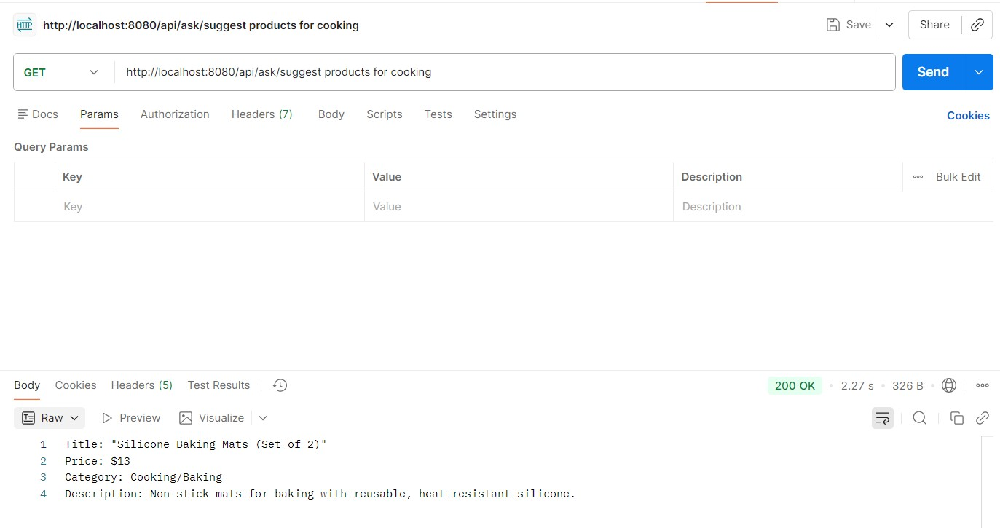 HTTP http://localhost:8080/api/ask/suggest products for cooking Save Share
GET http://localhost:8080/api/ask/suggest products for cooking Send
Docs Params Authorization Headers (7) Body Scripts Tests Settings Cookies
Query Params
Key Value Description Bulk Edit
Key Value Description
Body Cookies Headers (5) Test Results 200 OK • 2.27 s • 326 B •
Raw Preview Visualize
1 Title: "Silicone Baking Mats (Set of 2)"
2 Price: $13
3 Category: Cooking/Baking
4 Description: Non-stick mats for baking with reusable, heat-resistant silicone.